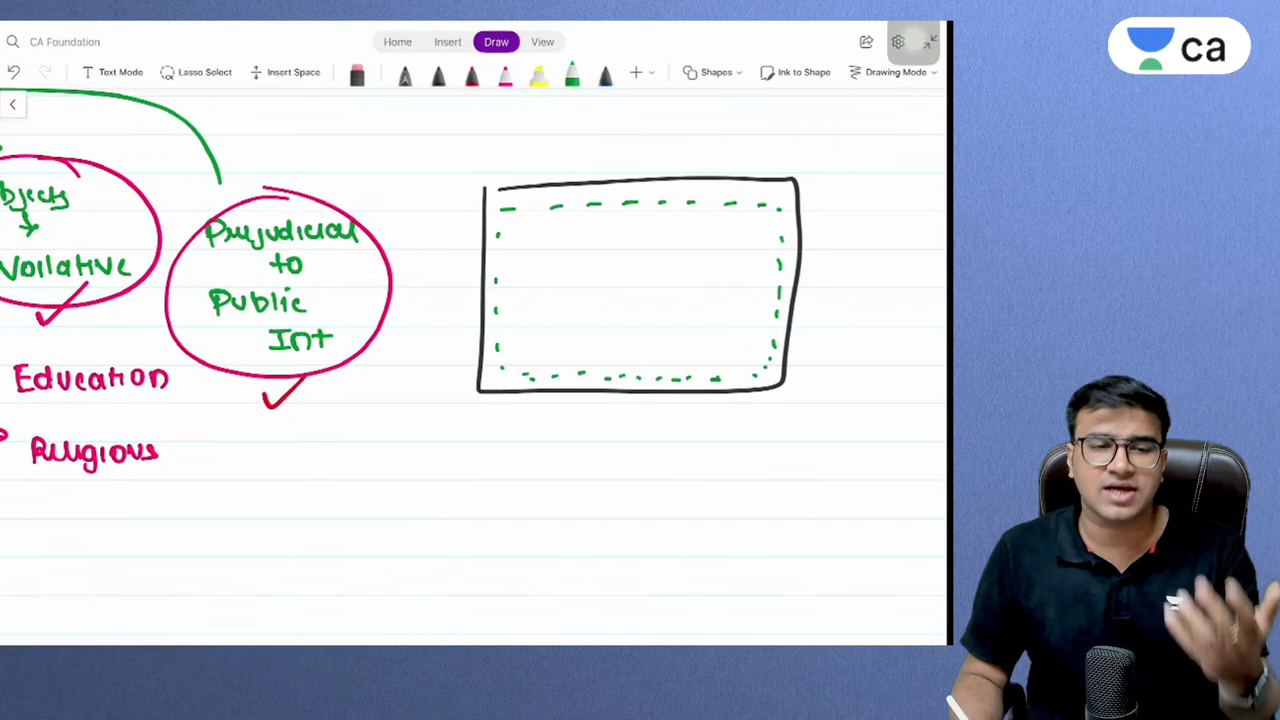 CA Foundation
Home Insert Draw View
ca
Text Mode Lasso Select Insert Space Shapes Ink to Shape Drawing Mode
bjects
Voilative
Prejudicial
to
Public
Int
Education
Religious